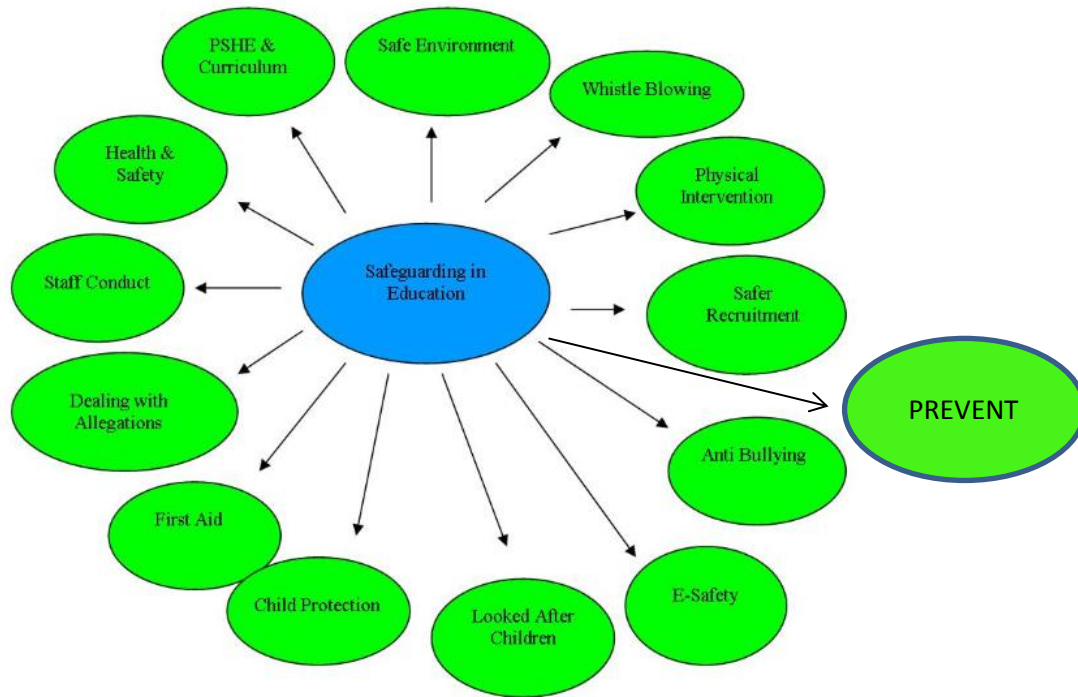 PSHE &
Curriculum
Safe Environment
Whistle Blowing
Health &
Safety
Physical
Intervention
Safeguarding in
Education
Staff Conduct
Safer
Recruitment
PREVENT
Dealing with
Allegations
Anti Bullying
First Aid
Child Protection
Looked After
Children
E-Safety